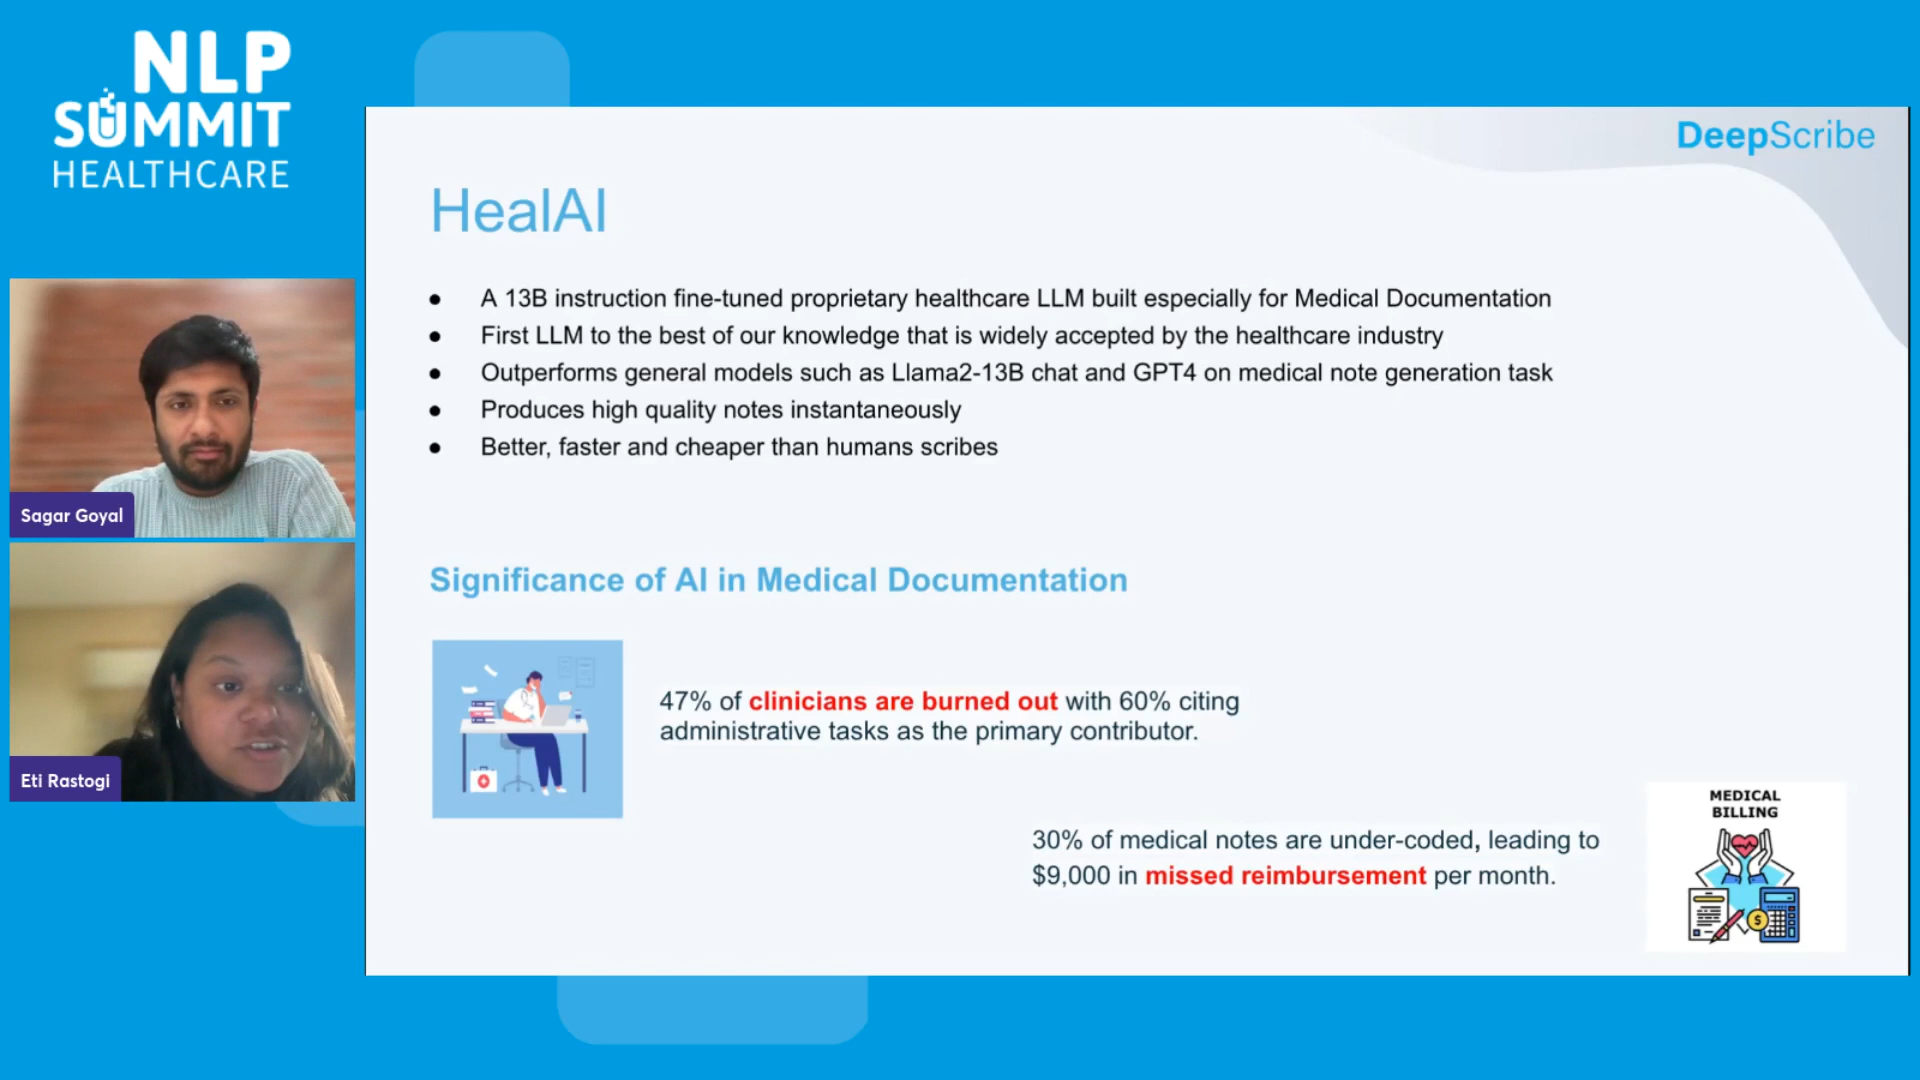 NLP
SUMMIT
HEALTHCARE
DeepScribe
HealAI
● A 13B instruction fine-tuned proprietary healthcare LLM built especially for Medical Documentation
● First LLM to the best of our knowledge that is widely accepted by the healthcare industry
● Outperforms general models such as Llama2-13B chat and GPT4 on medical note generation task
● Produces high quality notes instantaneously
● Better, faster and cheaper than humans scribes
Sagar Goyal
Eti Rastogi
Significance of AI in Medical Documentation
47% of clinicians are burned out with 60% citing
administrative tasks as the primary contributor.
30% of medical notes are under-coded, leading to
$9,000 in missed reimbursement per month.
MEDICAL
BILLING
$